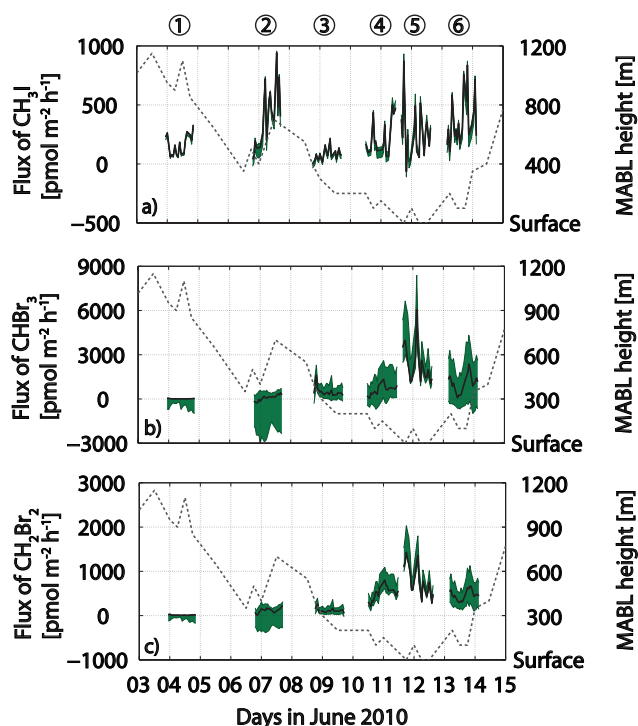 ① ② ③ ④ ⑤ ⑥
1000 1200
500 800
0 400
−500 Surface
Flux of CH3I
[pmol m−2 h−1]
MABL height [m]
a)
9000 1200
6000 900
3000 600
0 300
−3000 Surface
Flux of CHBr3
[pmol m−2 h−1]
MABL height [m]
b)
3000 1200
2000 900
1000 600
0 300
−1000 Surface
Flux of CH2Br2
[pmol m−2 h−1]
MABL height [m]
c)
03 04 05 06 07 08 09 10 11 12 13 14 15
Days in June 2010